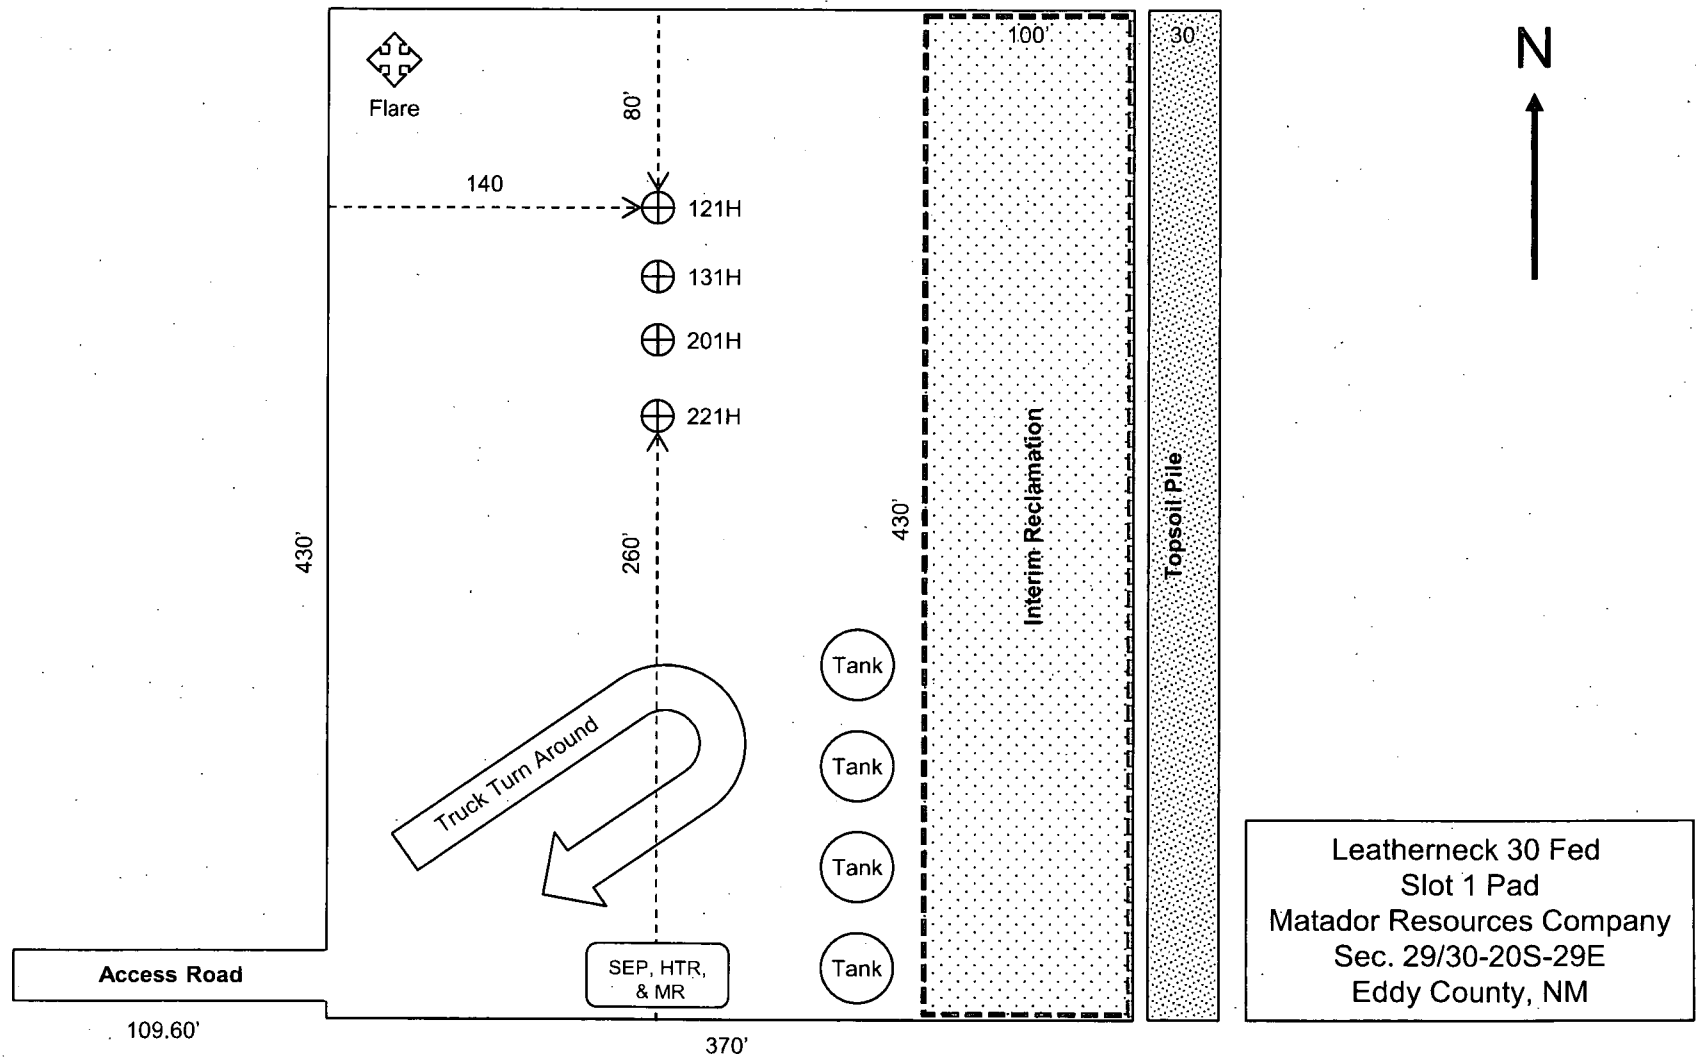 100'
30'
N
Flare
80'
140
121H
131H
201H
221H
430'
260'
430'
Interim Reclamation
Topsoil Pile
Truck Turn Around
Tank
Tank
Tank
Tank
SEP, HTR,
& MR
Access Road
109.60'
370'
Leatherneck 30 Fed
Slot 1 Pad
Matador Resources Company
Sec. 29/30-20S-29E
Eddy County, NM